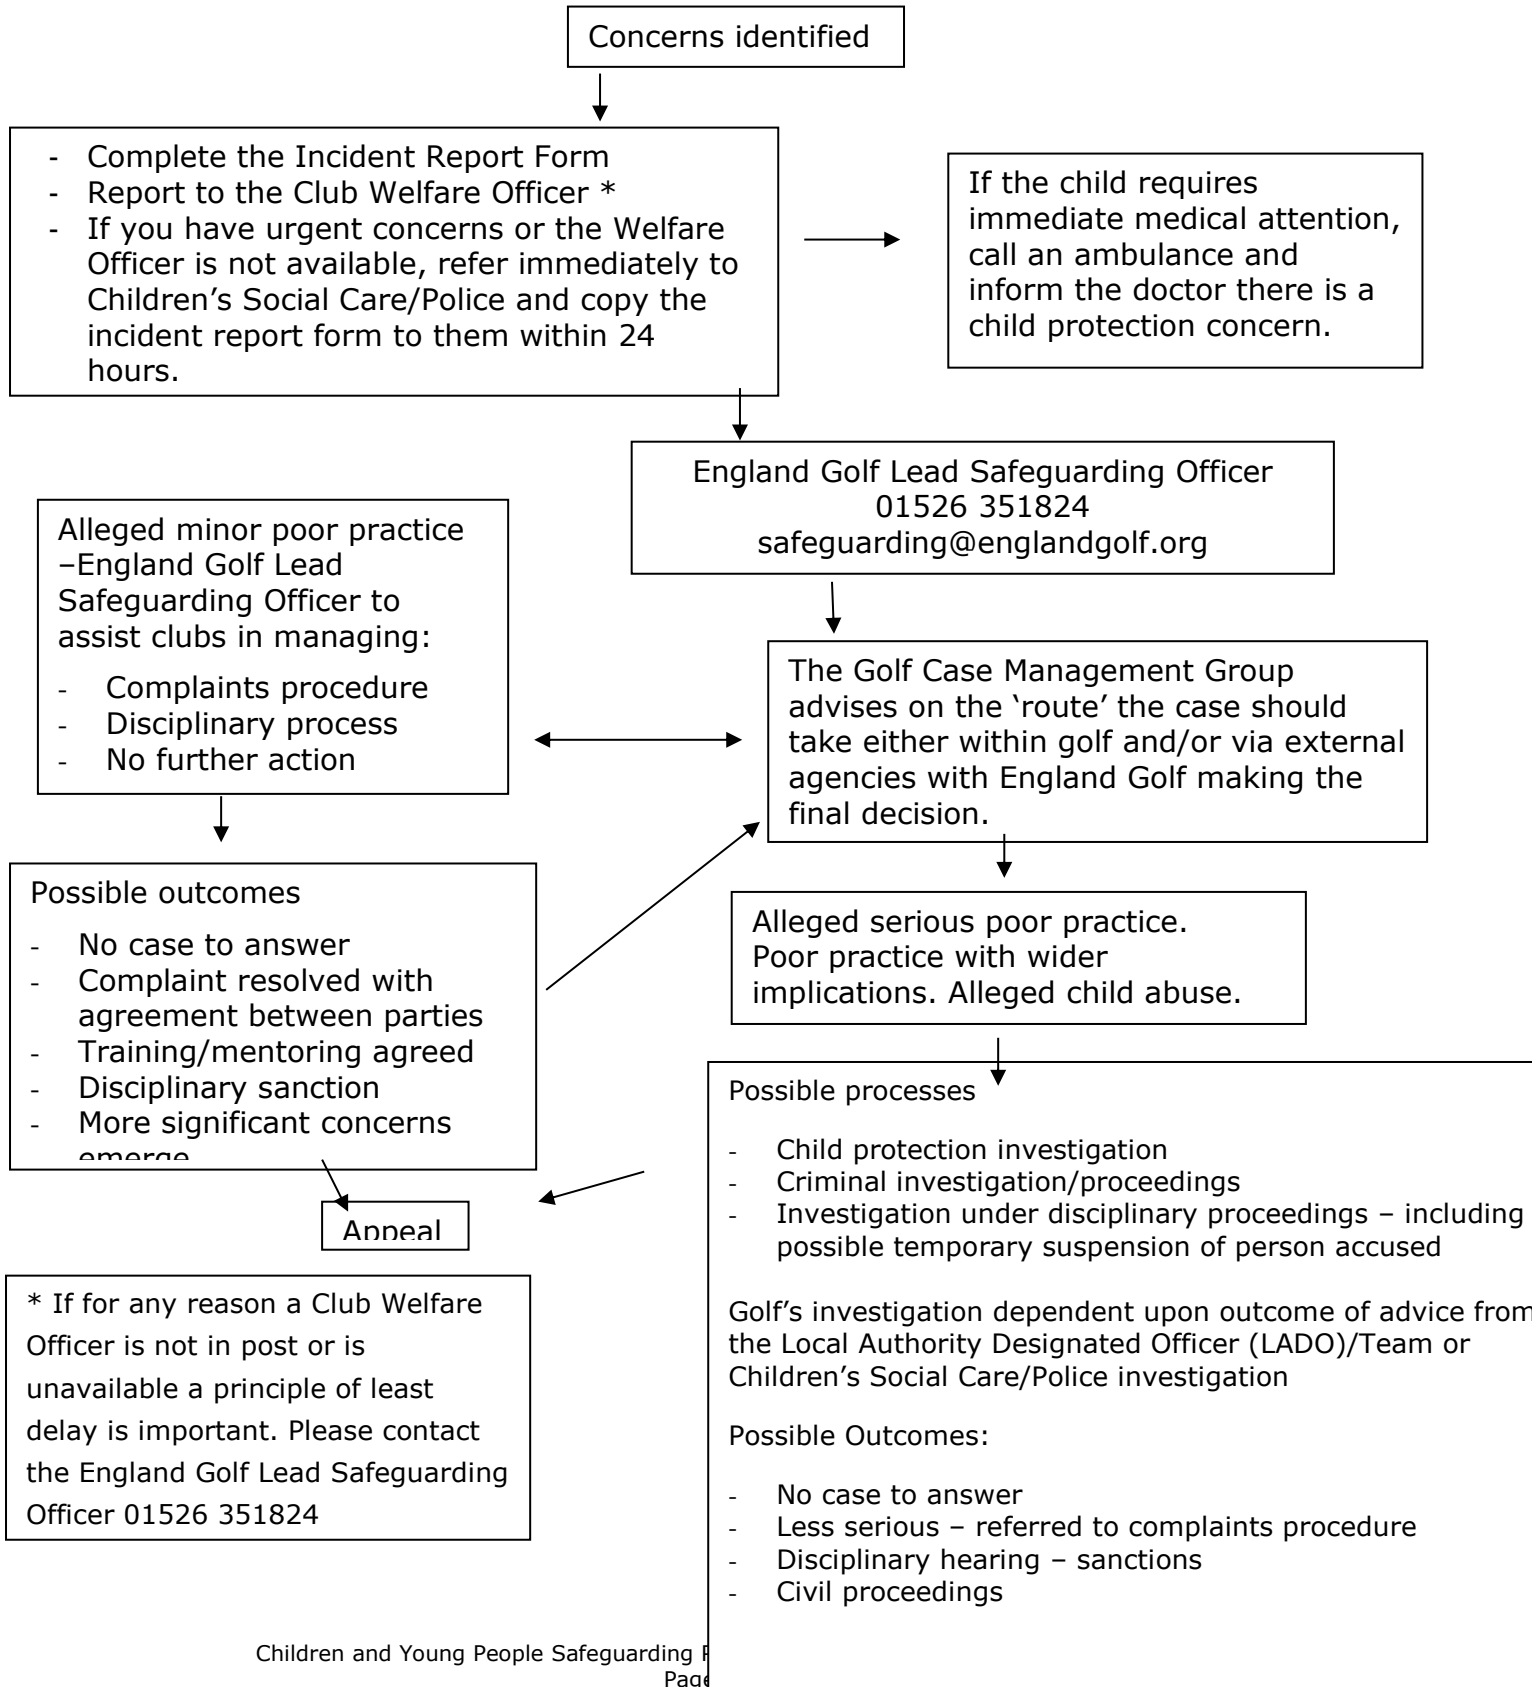 Concerns identified
- Complete the Incident Report Form
- Report to the Club Welfare Officer *
- If you have urgent concerns or the Welfare
Officer is not available, refer immediately to
Children’s Social Care/Police and copy the
incident report form to them within 24
hours.
If the child requires
immediate medical attention,
call an ambulance and
inform the doctor there is a
child protection concern.
England Golf Lead Safeguarding Officer
01526 351824
safeguarding@englandgolf.org
Alleged minor poor practice
–England Golf Lead
Safeguarding Officer to
assist clubs in managing:
- Complaints procedure
- Disciplinary process
- No further action
The Golf Case Management Group
advises on the ‘route’ the case should
take either within golf and/or via external
agencies with England Golf making the
final decision.
Possible outcomes
- No case to answer
- Complaint resolved with
agreement between parties
- Training/mentoring agreed
- Disciplinary sanction
- More significant concerns
emerge
Alleged serious poor practice.
Poor practice with wider
implications. Alleged child abuse.
Appeal
Possible processes
- Child protection investigation
- Criminal investigation/proceedings
- Investigation under disciplinary proceedings – including
possible temporary suspension of person accused
Golf’s investigation dependent upon outcome of advice from
the Local Authority Designated Officer (LADO)/Team or
Children’s Social Care/Police investigation
Possible Outcomes:
- No case to answer
- Less serious – referred to complaints procedure
- Disciplinary hearing – sanctions
- Civil proceedings
* If for any reason a Club Welfare
Officer is not in post or is
unavailable a principle of least
delay is important. Please contact
the England Golf Lead Safeguarding
Officer 01526 351824
Children and Young People Safeguarding
Page